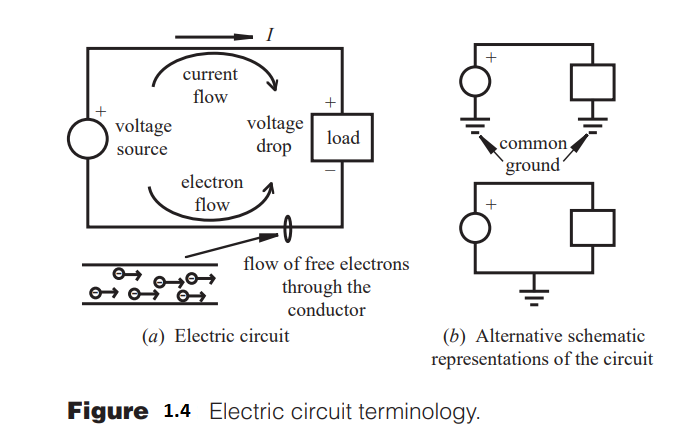 I
current
flow
+
+
voltage
source
voltage
drop
load
−
electron
flow
flow of free electrons
through the
conductor
(a) Electric circuit
+
common
ground
+
(b) Alternative schematic
representations of the circuit
Figure 1.4 Electric circuit terminology.